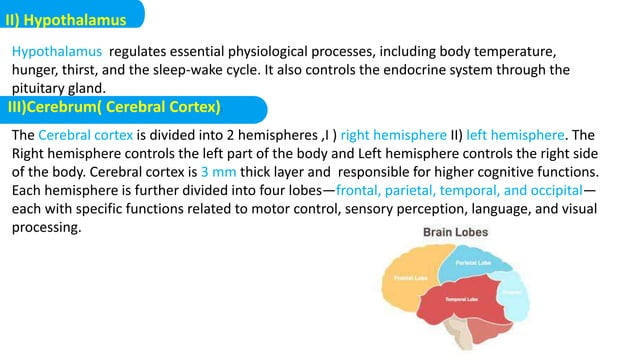 II) Hypothalamus
Hypothalamus regulates essential physiological processes, including body temperature,
hunger, thirst, and the sleep-wake cycle. It also controls the endocrine system through the
pituitary gland.
III)Cerebrum( Cerebral Cortex)
The Cerebral cortex is divided into 2 hemispheres ,I ) right hemisphere II) left hemisphere. The
Right hemisphere controls the left part of the body and Left hemisphere controls the right side
of the body. Cerebral cortex is 3 mm thick layer and responsible for higher cognitive functions.
Each hemisphere is further divided into four lobes—frontal, parietal, temporal, and occipital—
each with specific functions related to motor control, sensory perception, language, and visual
processing.
Brain Lobes
Parietal Lobe
Frontal Lobe
Temporal Lobe